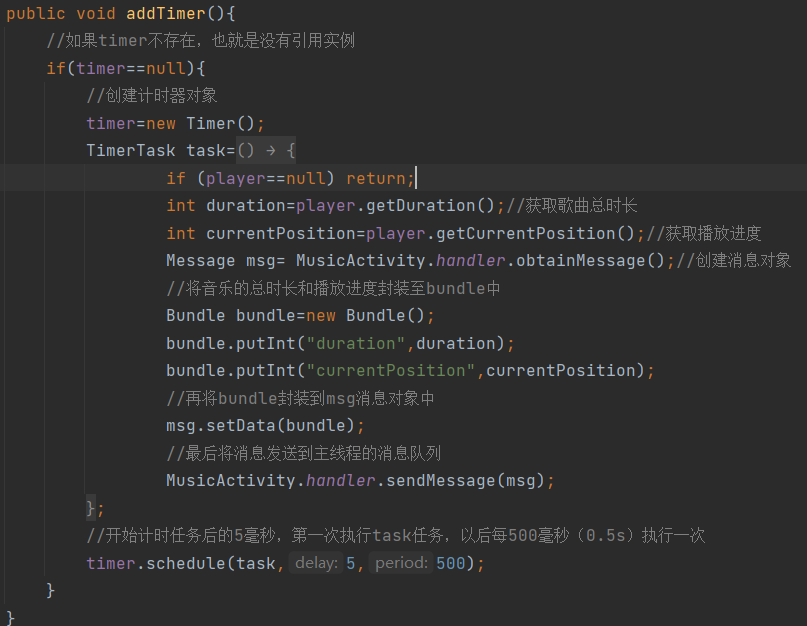 public void addTimer(){
//如果timer不存在，也就是没有引用实例
if(timer==null){
//创建计时器对象
timer=new Timer();
TimerTask task=() → {
if (player==null) return;
int duration=player.getDuration();//获取歌曲总时长
int currentPosition=player.getCurrentPosition();//获取播放进度
Message msg= MusicActivity.handler.obtainMessage();//创建消息对象
//将音乐的总时长和播放进度封装至bundle中
Bundle bundle=new Bundle();
bundle.putInt("duration",duration);
bundle.putInt("currentPosition",currentPosition);
//再将bundle封装到msg消息对象中
msg.setData(bundle);
//最后将消息发送到主线程的消息队列
MusicActivity.handler.sendMessage(msg);
};
//开始计时任务后的5毫秒，第一次执行task任务，以后每500毫秒（0.5s）执行一次
timer.schedule(task, delay: 5, period: 500);
}
}